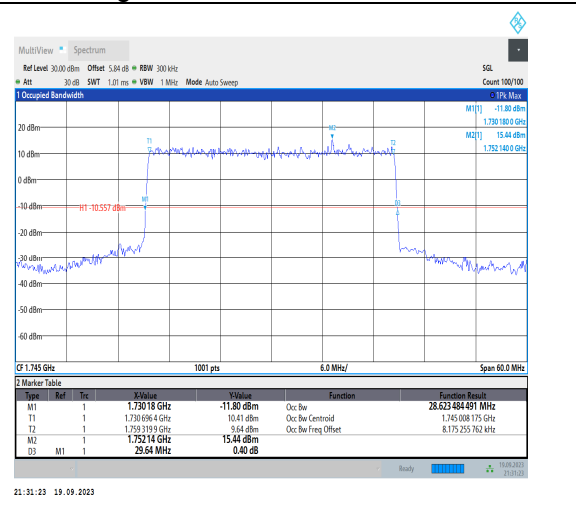 MultiView Spectrum
Ref Level 30.00 dBm Offset 5.84 dB RBW 300 kHz SGL
Att 30 dB SWT 1.01 ms VBW 1 MHz Mode Auto Sweep Count 100/100
1 Occupied Bandwidth 1Pk Max
M1[1] -11.80 dBm
1.730 180 0 GHz
M2[1] 15.44 dBm
1.752 140 0 GHz
20 dBm
M2
T1
T2
10 dBm
0 dBm
M1
D3
-10 dBm
H1 -10.557 dBm
-20 dBm
-30 dBm
-40 dBm
-50 dBm
-60 dBm
CF 1.745 GHz 1001 pts 6.0 MHz/ Span 60.0 MHz
2 Marker Table
Type Ref Trc X-Value Y-Value Function Function Result
M1 1 1.73018 GHz -11.80 dBm Occ Bw 28.623 484 491 MHz
T1 1 1.730 696 4 GHz 10.41 dBm Occ Bw Centroid 1.745 008 175 GHz
T2 1 1.759 319 9 GHz 9.64 dBm Occ Bw Freq Offset 8.175 255 762 kHz
M2 1 1.75214 GHz 15.44 dBm
D3 M1 1 29.64 MHz 0.40 dB
Ready 19.09.2023
21:31:23
21:31:23 19.09.2023